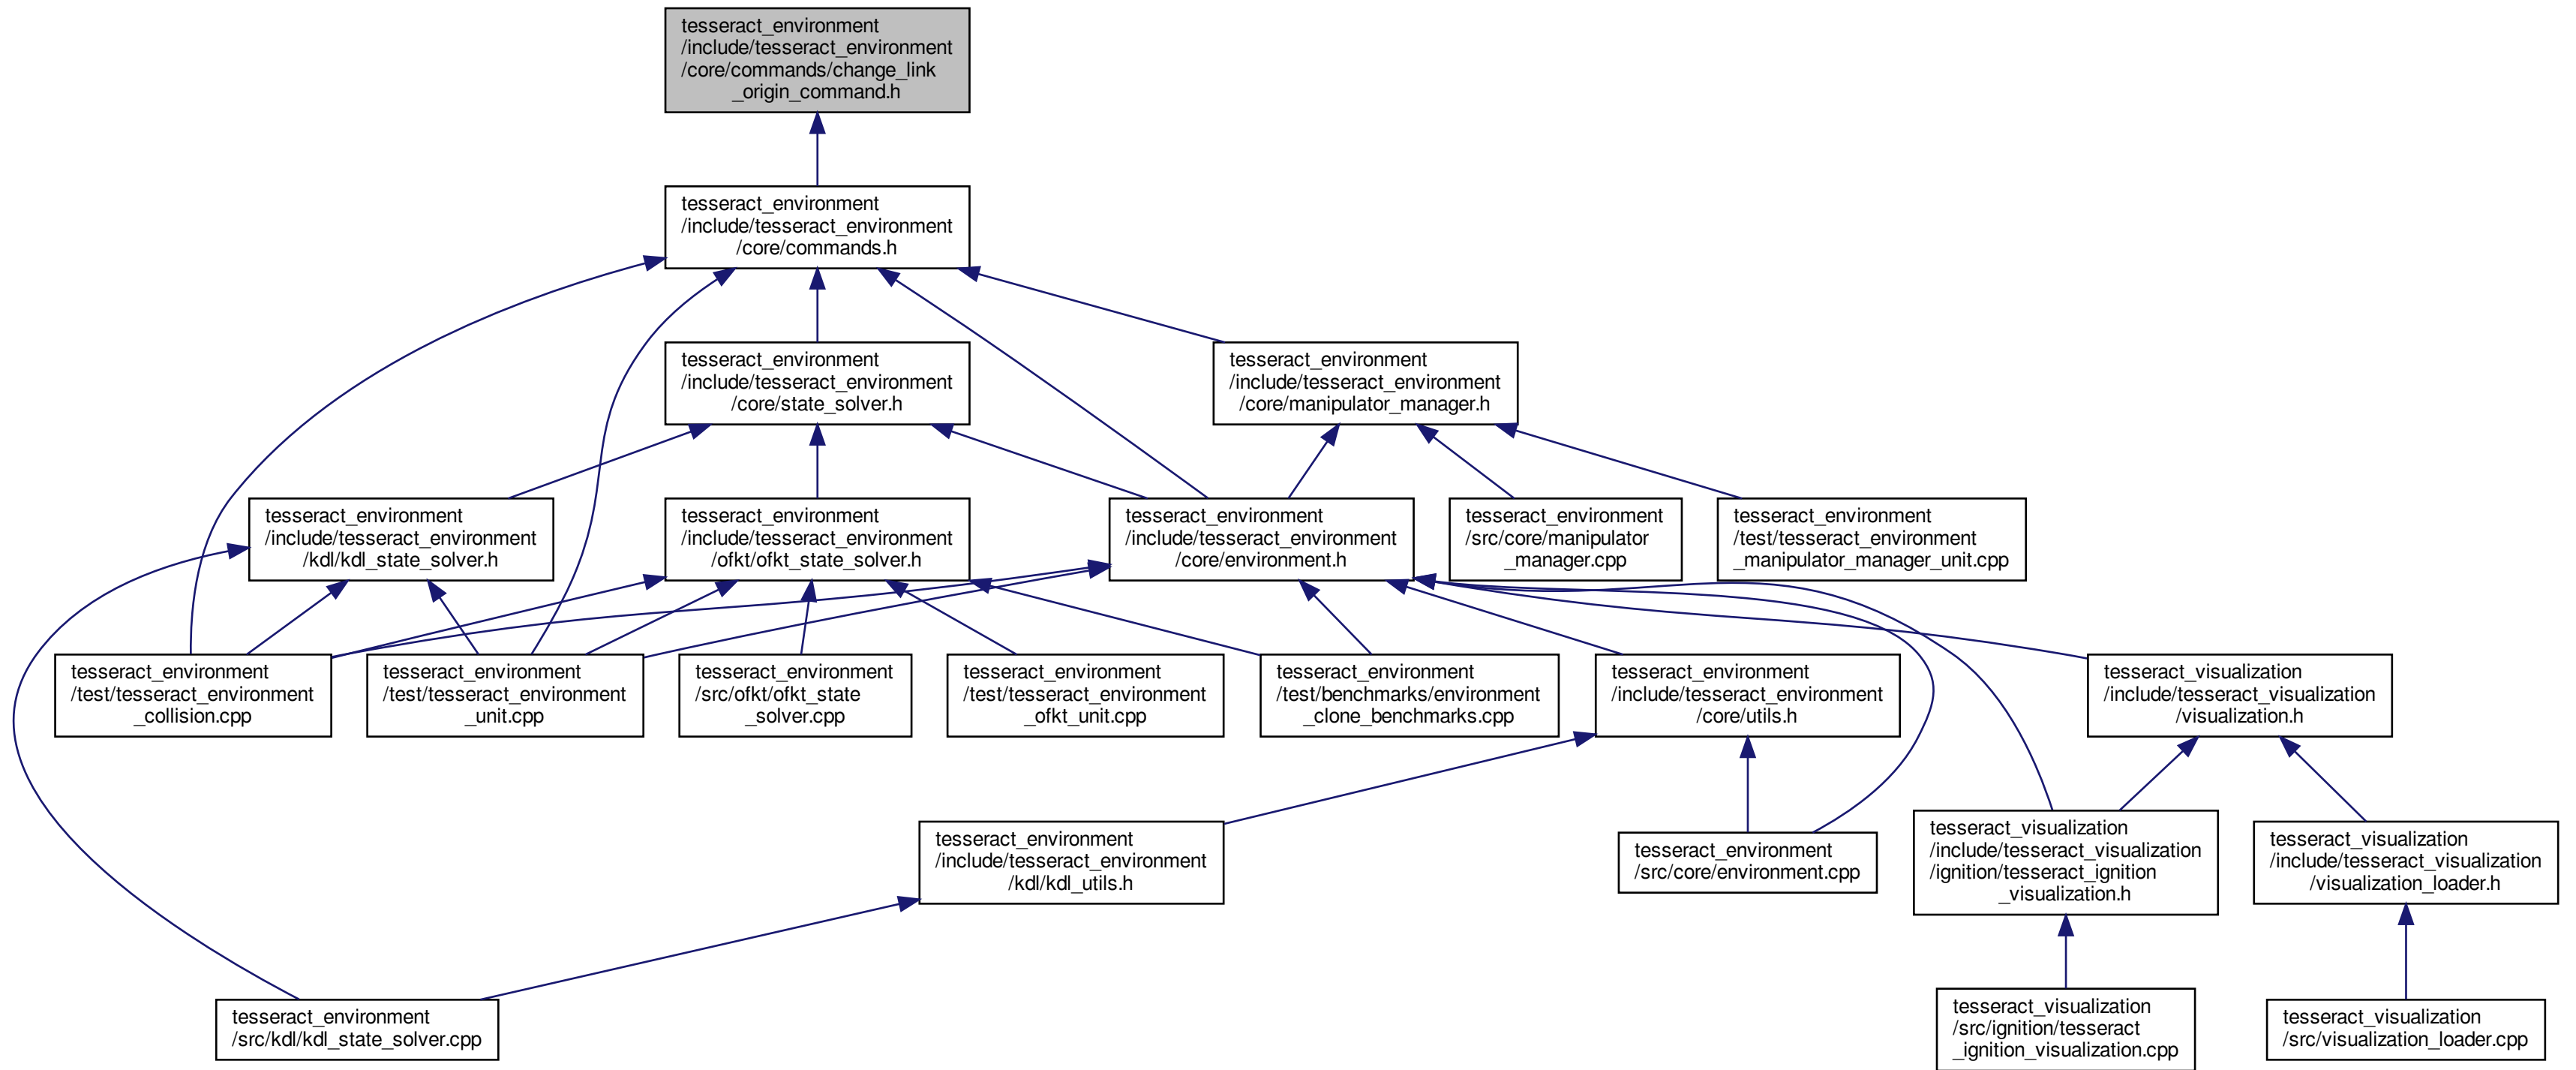 tesseract_environment
/include/tesseract_environment
/core/commands/change_link
_origin_command.h
tesseract_environment
/include/tesseract_environment
/core/commands.h
tesseract_environment
/include/tesseract_environment
/core/state_solver.h
tesseract_environment
/include/tesseract_environment
/core/manipulator_manager.h
tesseract_environment
/include/tesseract_environment
/kdl/kdl_state_solver.h
tesseract_environment
/include/tesseract_environment
/ofkt/ofkt_state_solver.h
tesseract_environment
/include/tesseract_environment
/core/environment.h
tesseract_environment
/src/core/manipulator
_manager.cpp
tesseract_environment
/test/tesseract_environment
_manipulator_manager_unit.cpp
tesseract_environment
/test/tesseract_environment
_collision.cpp
tesseract_environment
/test/tesseract_environment
_unit.cpp
tesseract_environment
/src/ofkt/ofkt_state
_solver.cpp
tesseract_environment
/test/tesseract_environment
_ofkt_unit.cpp
tesseract_environment
/test/benchmarks/environment
_clone_benchmarks.cpp
tesseract_environment
/include/tesseract_environment
/core/utils.h
tesseract_visualization
/include/tesseract_visualization
/visualization.h
tesseract_environment
/include/tesseract_environment
/kdl/kdl_utils.h
tesseract_environment
/src/core/environment.cpp
tesseract_visualization
/include/tesseract_visualization
/ignition/tesseract_ignition
_visualization.h
tesseract_visualization
/include/tesseract_visualization
/visualization_loader.h
tesseract_environment
/src/kdl/kdl_state_solver.cpp
tesseract_visualization
/src/ignition/tesseract
_ignition_visualization.cpp
tesseract_visualization
/src/visualization_loader.cpp